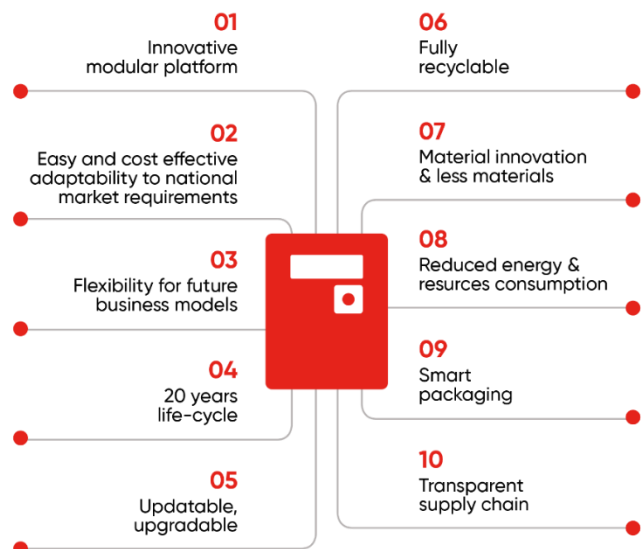 01
Innovative
modular platform
02
Easy and cost effective
adaptability to national
market requirements
03
Flexibility for future
business models
04
20 years
life-cycle
05
Updatable,
upgradable
06
Fully
recyclable
07
Material innovation
& less materials
08
Reduced energy &
resurces consumption
09
Smart
packaging
10
Transparent
supply chain